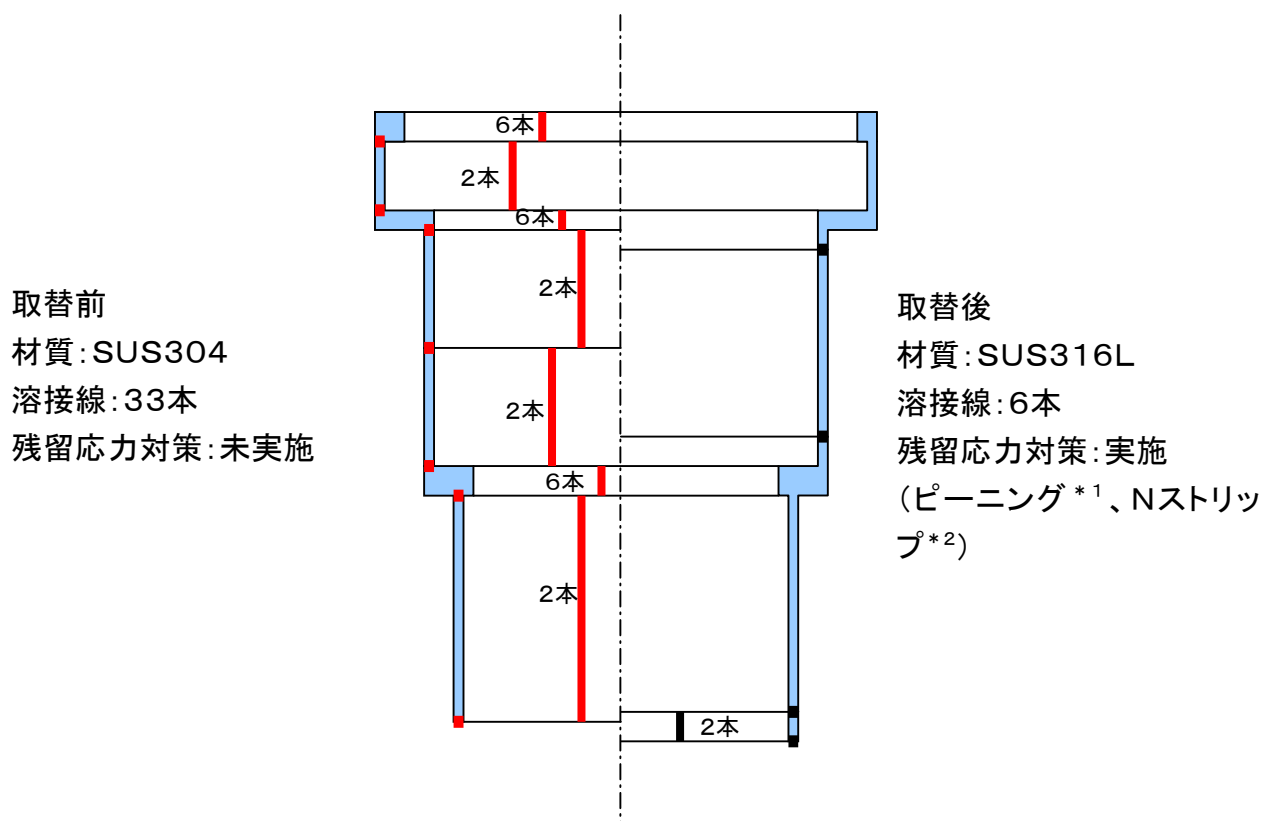 6本
2本
6本
2本
2本
6本
2本
2本
取替前
材質:SUS304
溶接線:33本
残留応力対策:未実施
取替後
材質:SUS316L
溶接線:6本
残留応力対策:実施
(ピーニング*1、Nストリッ
プ*2)